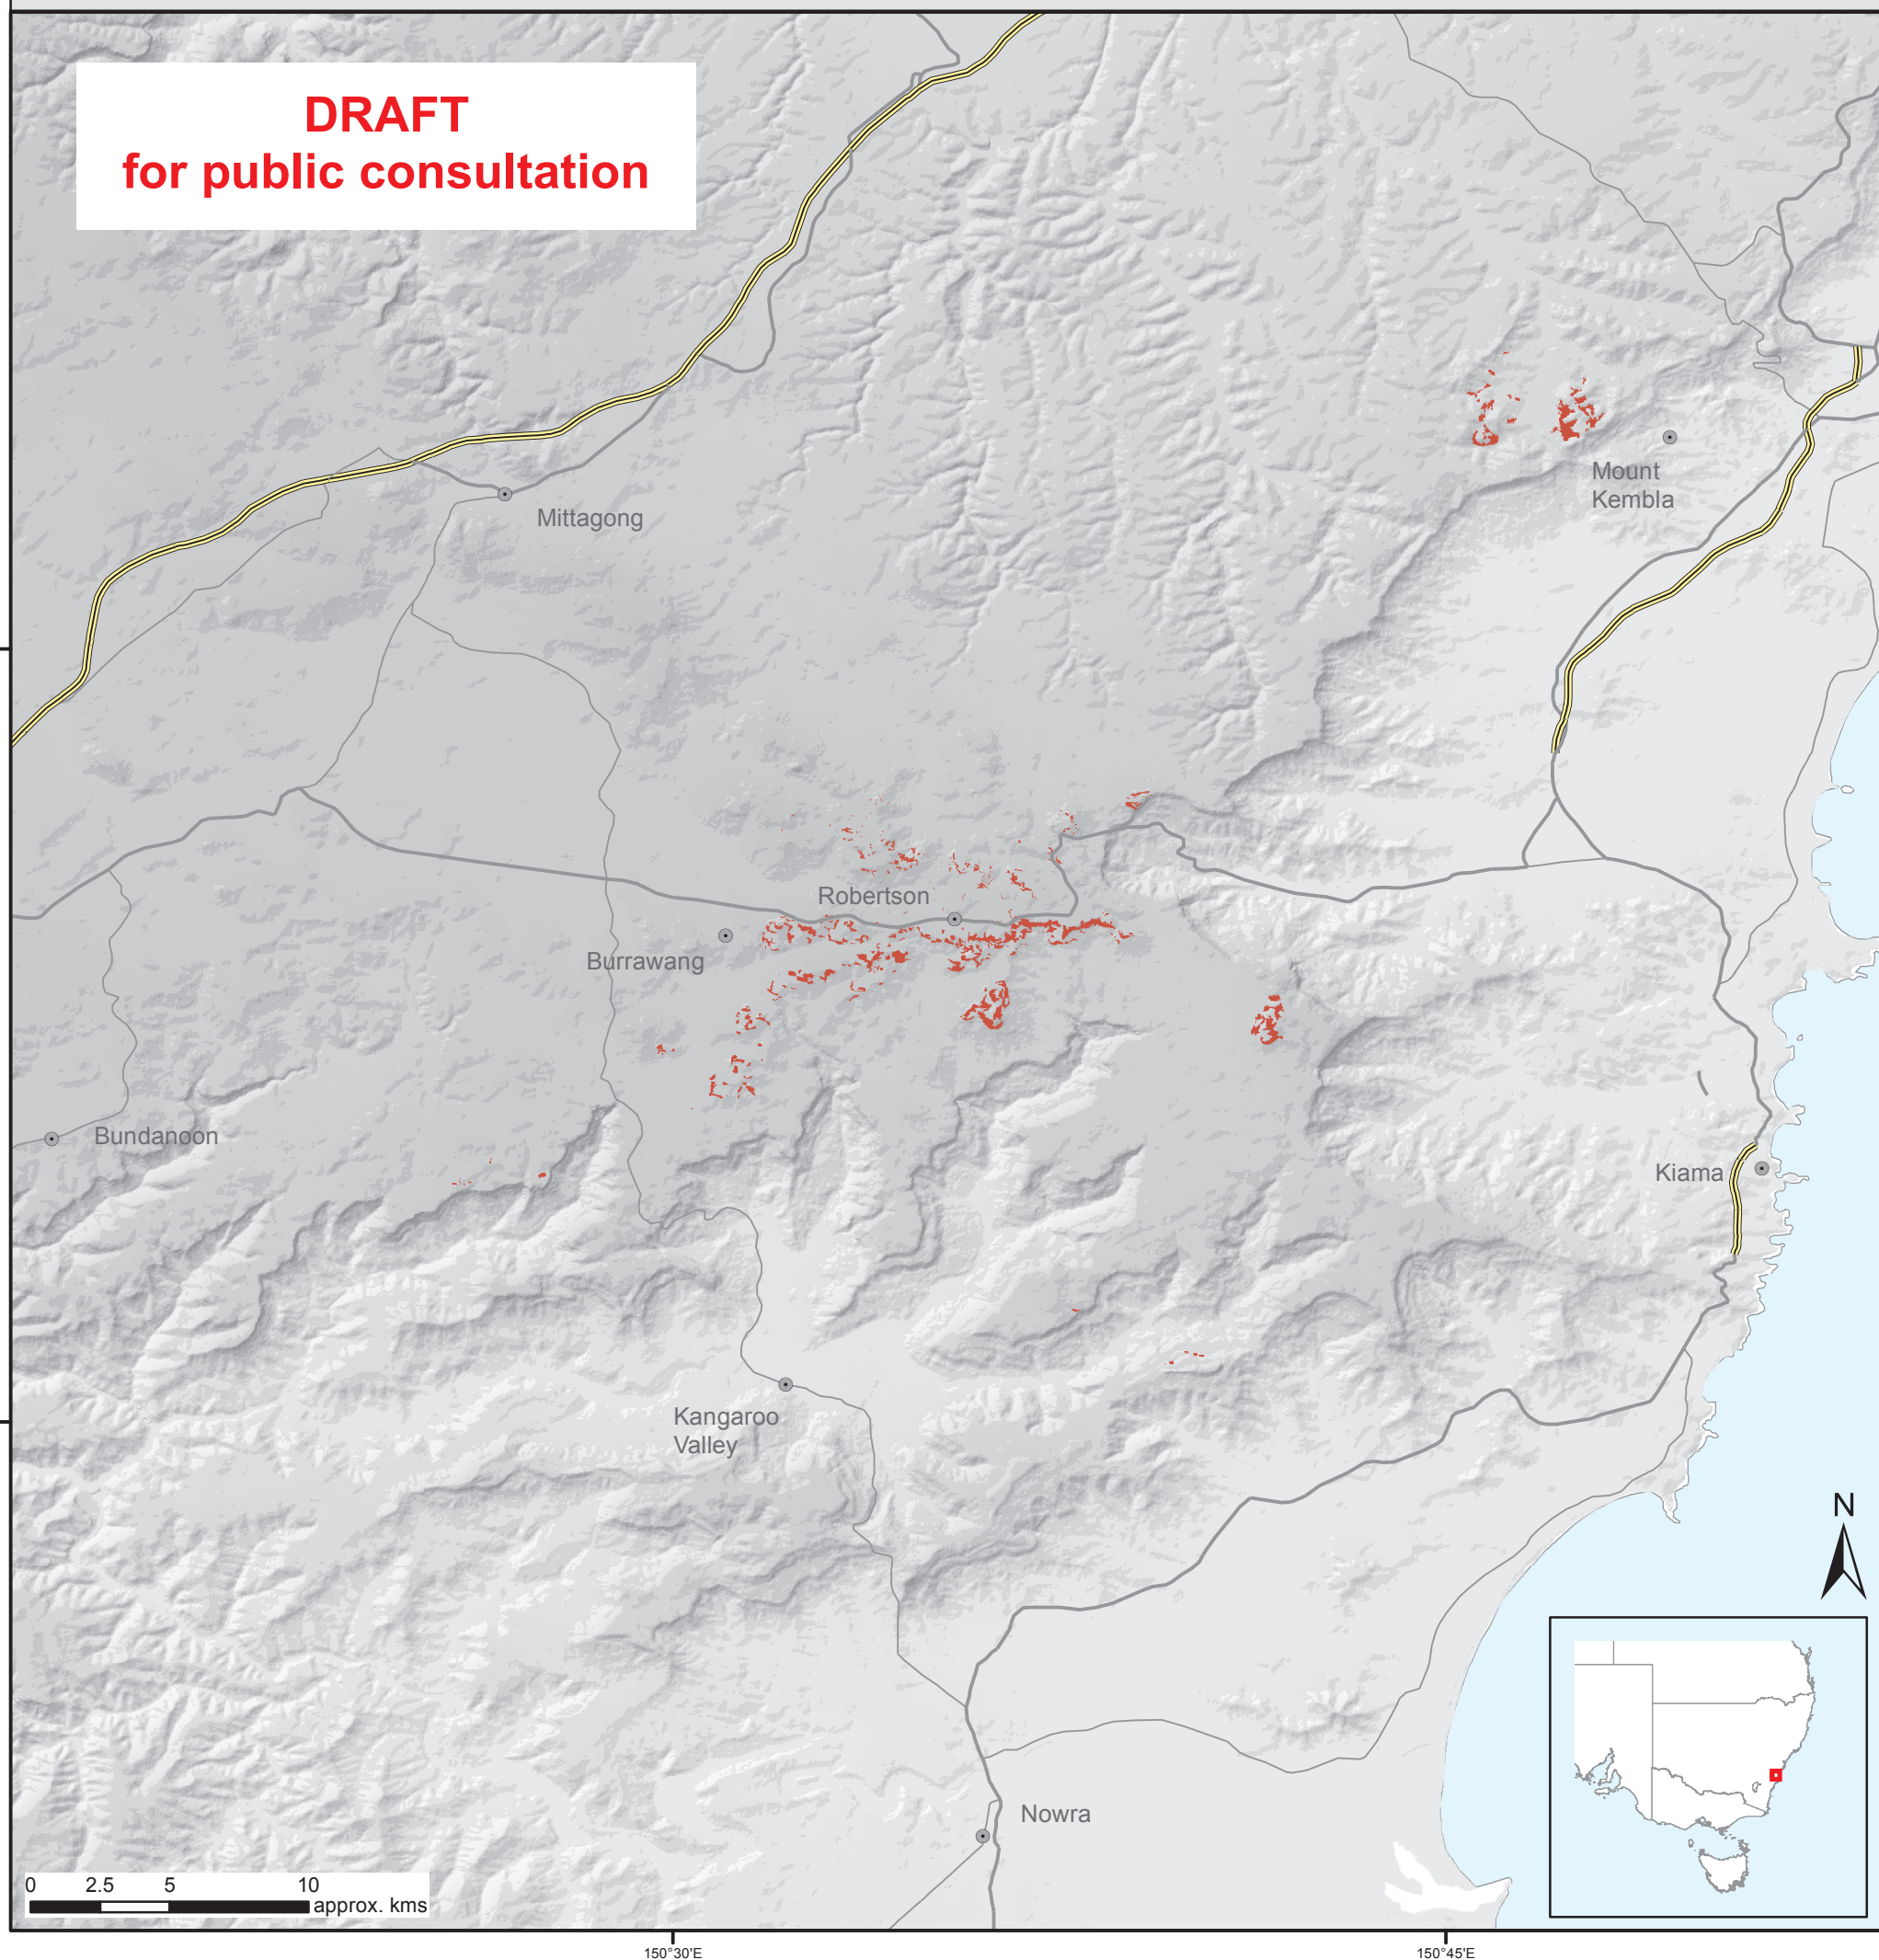 DRAFT
for public consultation
Mount
Kembla
Mittagong
Robertson
Burrawang
Bundanoon
Kiama
Kangaroo
Valley
N
Nowra
0 2.5 5 10
approx. kms
150°30'E 150°45'E